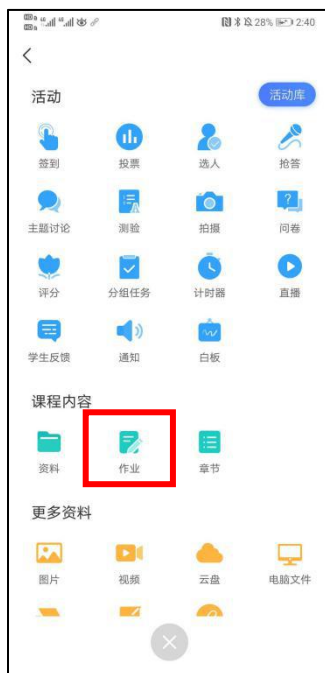 28% 2:40
活动 活动库
签到 投票 选人 抢答
主题讨论 测验 拍摄 问卷
评分 分组任务 计时器 直播
学生反馈 通知 白板
课程内容
资料 作业 章节
更多资料
图片 视频 云盘 电脑文件